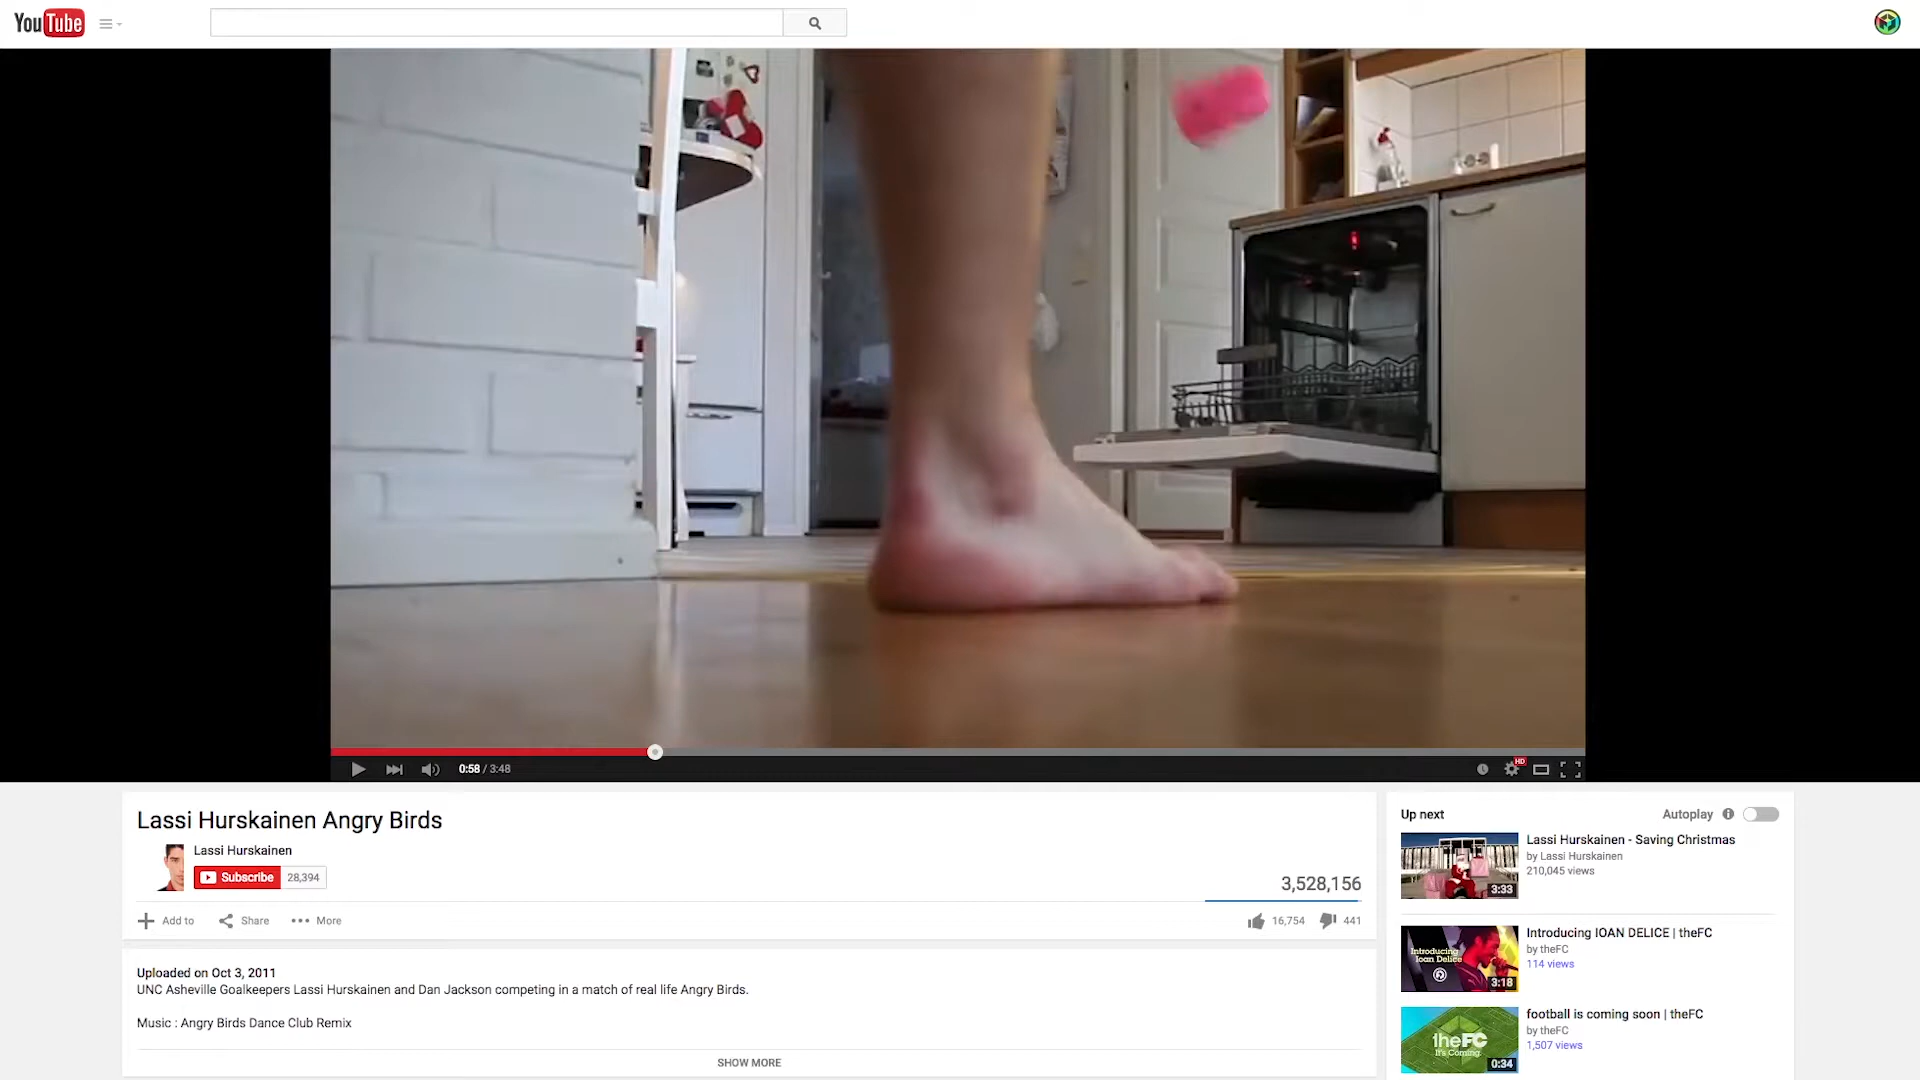 YouTube
HD
0:58 / 3:48
Lassi Hurskainen Angry Birds
Lassi Hurskainen
Subscribe 28,394
3,528,156
Add to Share More
16,754 441
Uploaded on Oct 3, 2011
UNC Asheville Goalkeepers Lassi Hurskainen and Dan Jackson competing in a match of real life Angry Birds.
Music : Angry Birds Dance Club Remix
SHOW MORE
Up next Autoplay
Lassi Hurskainen - Saving Christmas
by Lassi Hurskainen
210,045 views
3:33
Introducing IOAN DELICE | theFC
by theFC
114 views
Introducing
Ioan Delice
3:18
football is coming soon | theFC
by theFC
1,507 views
theFC
It's Coming.
0:34